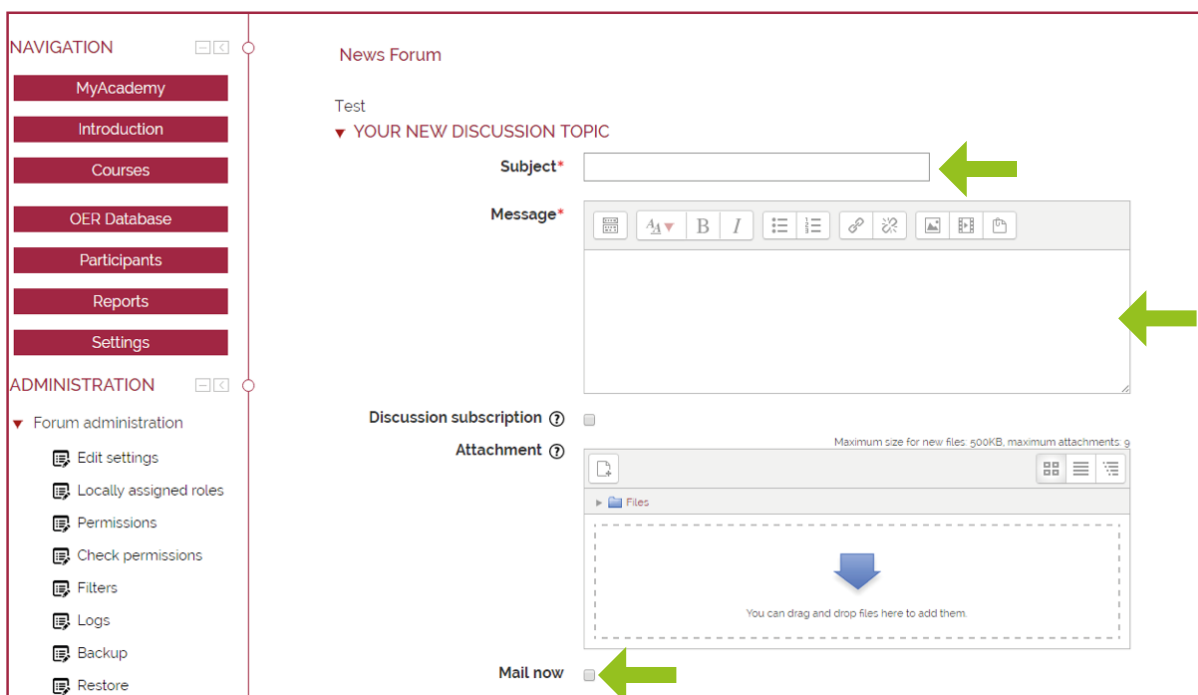 NAVIGATION
MyAcademy
Introduction
Courses
OER Database
Participants
Reports
Settings
ADMINISTRATION
Forum administration
Edit settings
Locally assigned roles
Permissions
Check permissions
Filters
Logs
Backup
Restore
News Forum
Test
YOUR NEW DISCUSSION TOPIC
Subject*
Message*
B I
Discussion subscription
Attachment
Maximum size for new files: 500KB, maximum attachments: 9
Files
You can drag and drop files here to add them.
Mail now